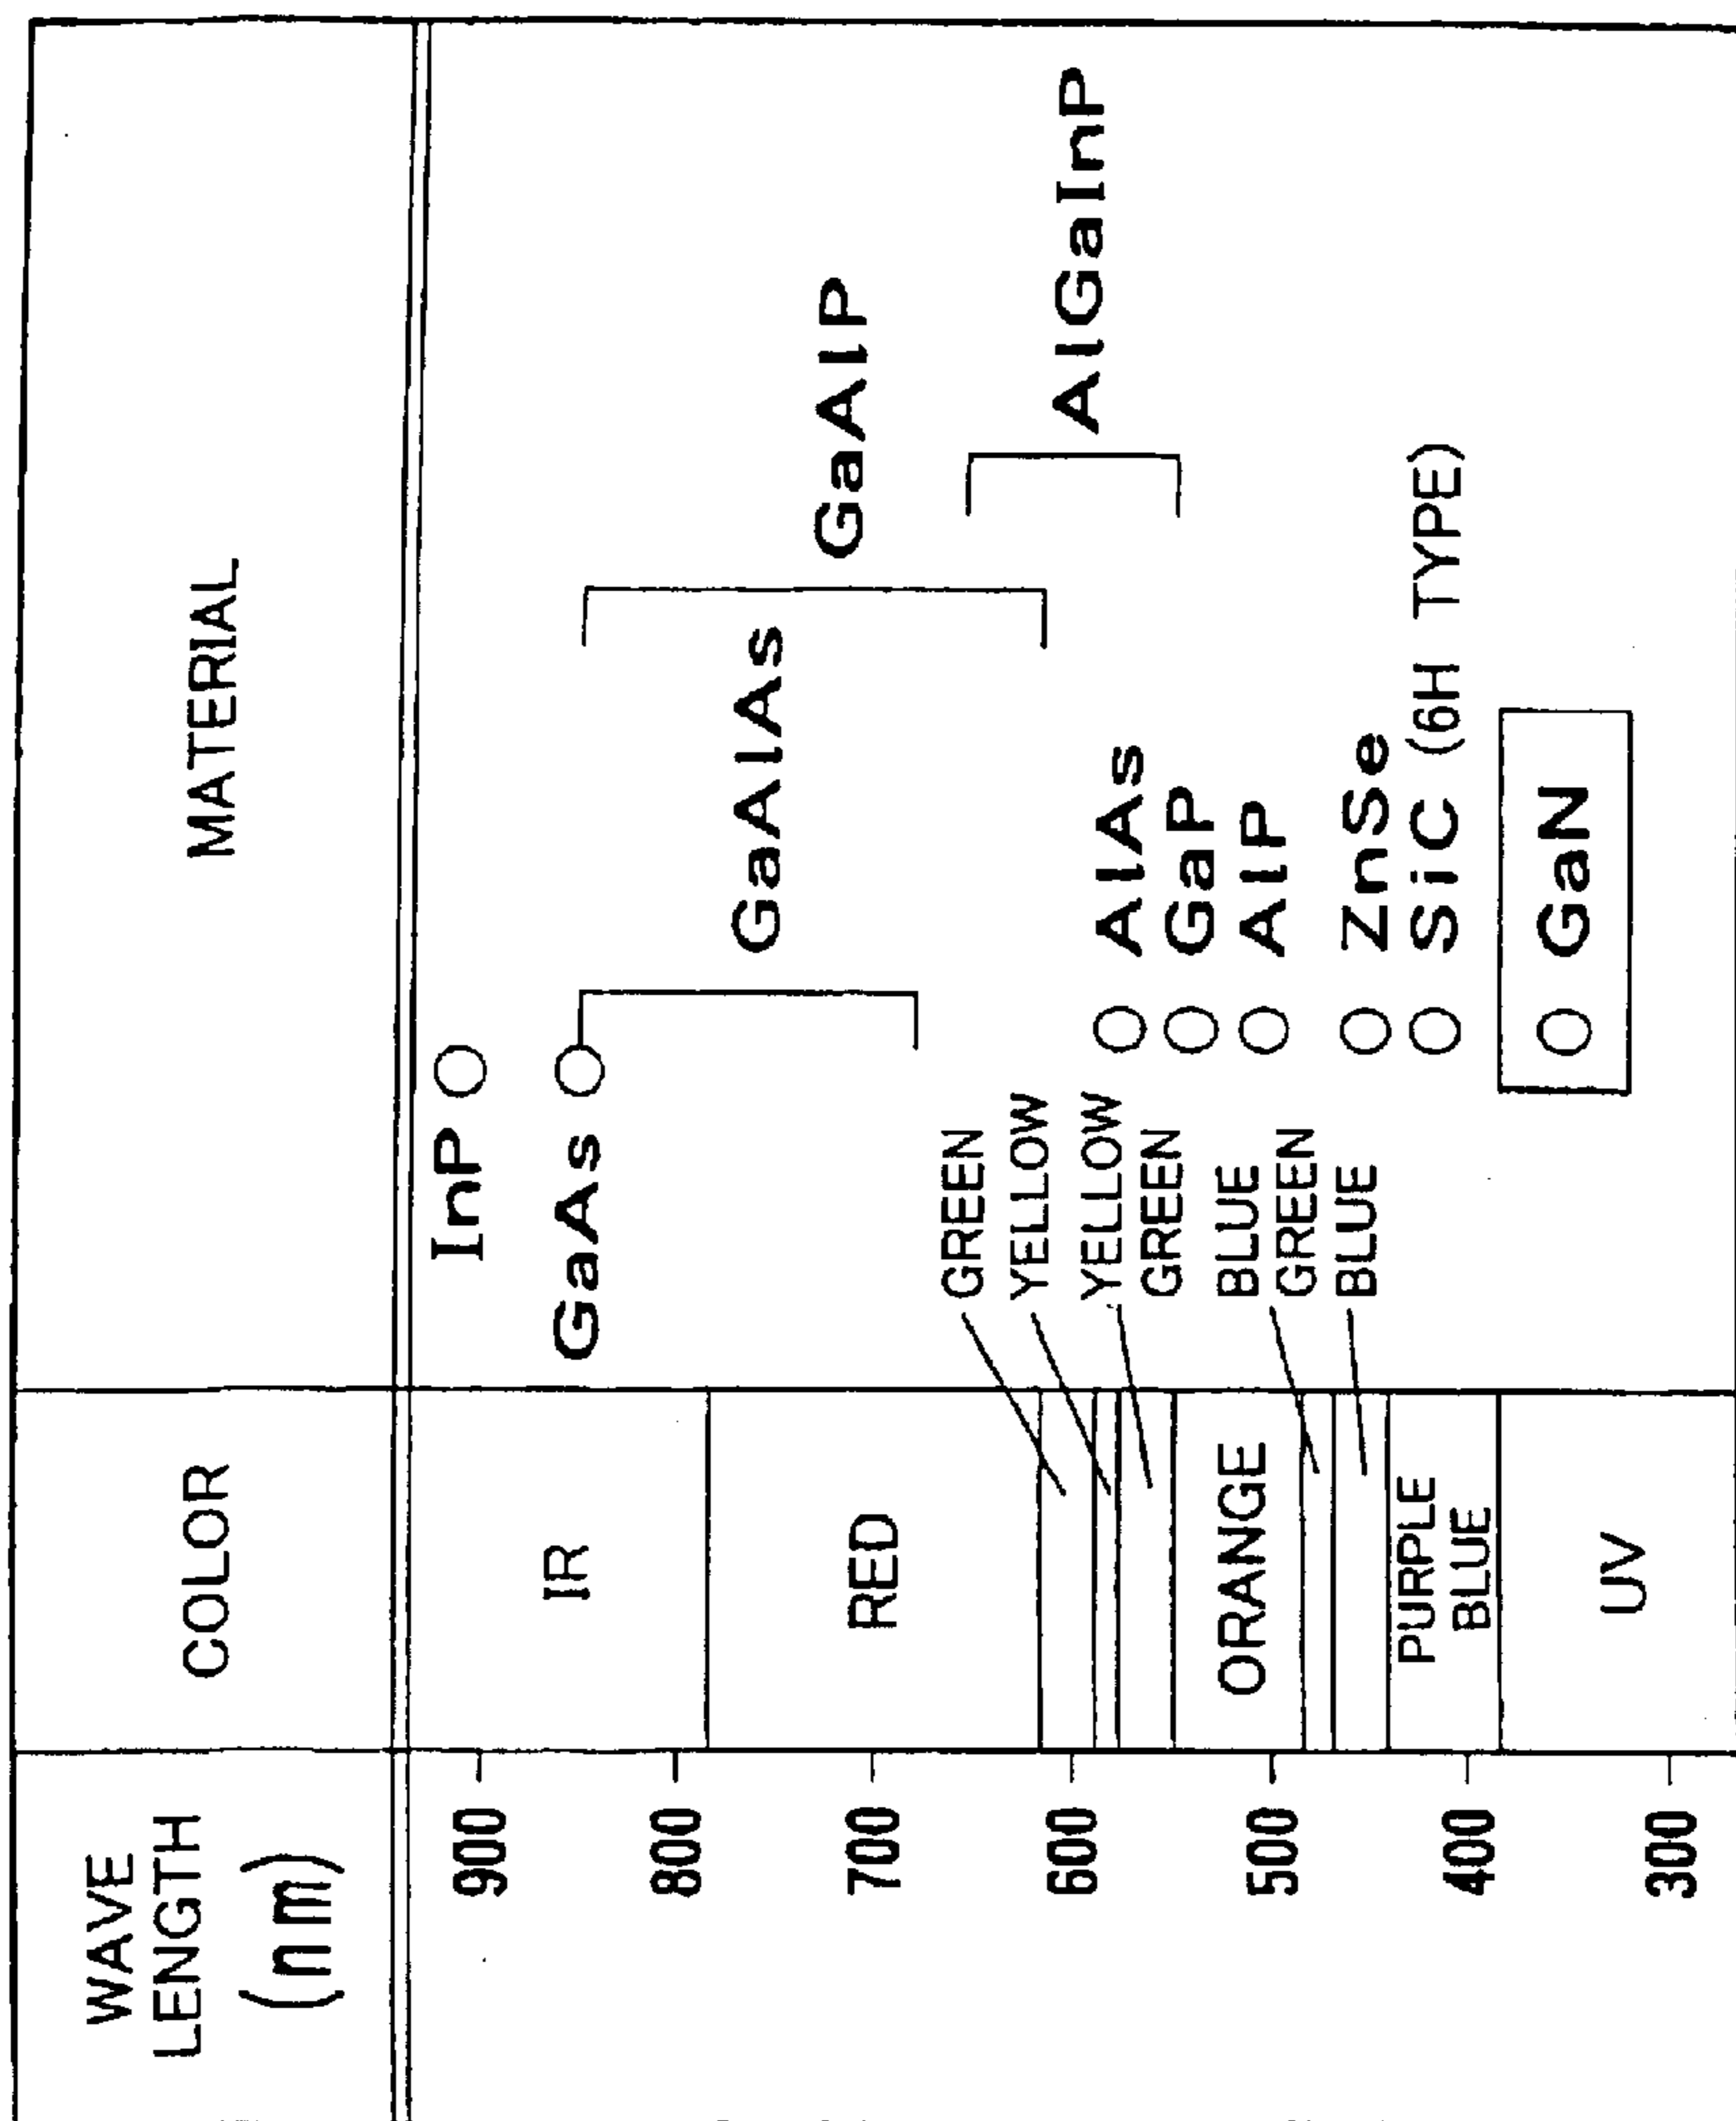 WAVE
LENGTH
(nm)
COLOR
MATERIAL
900
800
700
600
500
400
300
IR
RED
ORANGE
PURPLE
BLUE
UV
GREEN
YELLOW
YELLOW
GREEN
BLUE
GREEN
BLUE
InP
GaAs
GaAlAs
GaAlP
AlGaInP
AlAs
GaP
AlP
ZnSe
SiC (6H TYPE)
GaN